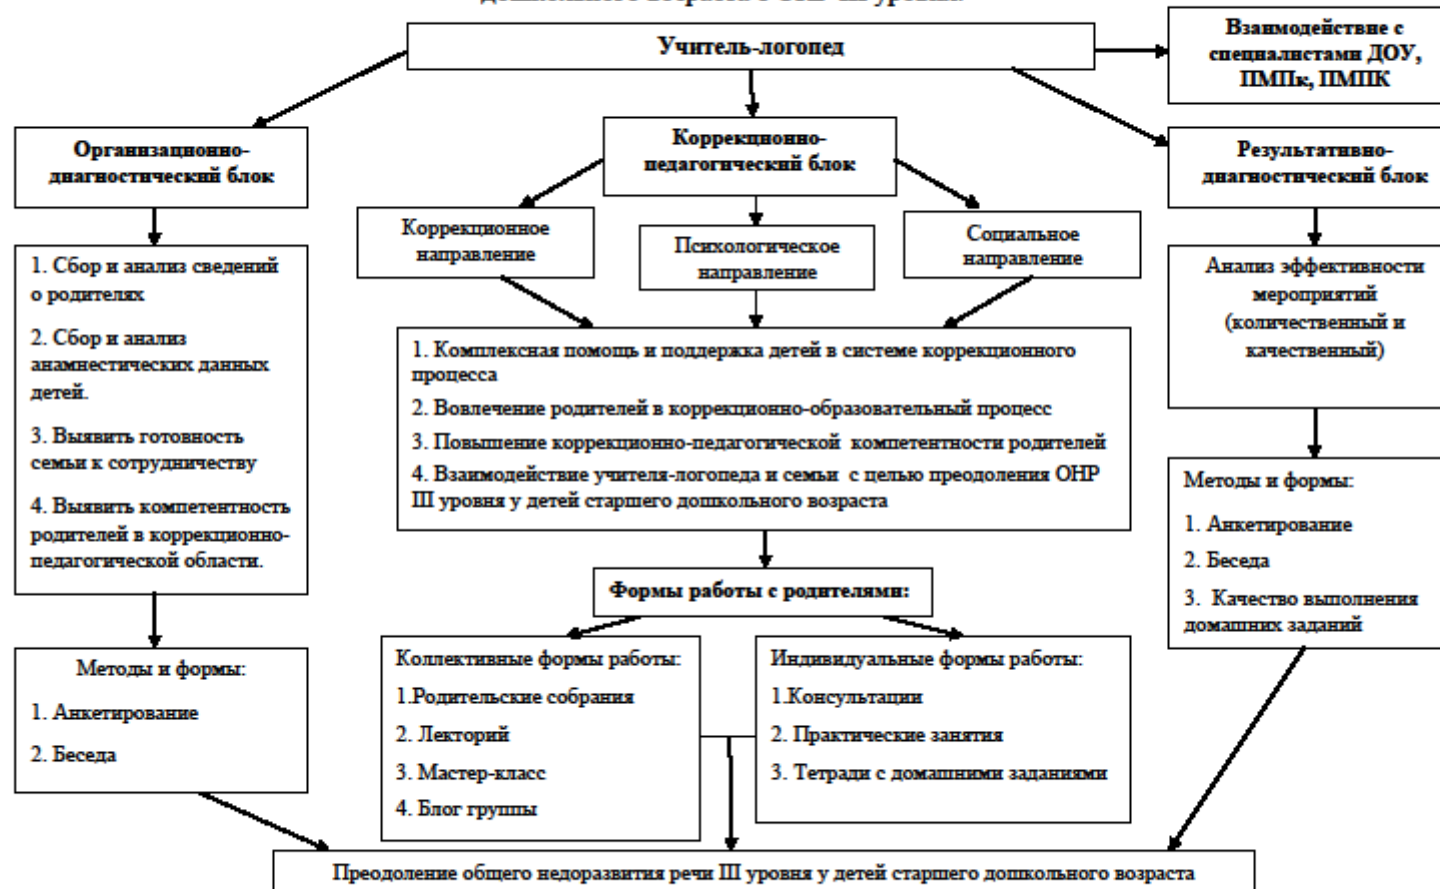 дошкольного возраста с ОНР III уровня.
Учитель-логопед
Взаимодействие с
специалистами ДОУ,
ПМПк, ПМПК
Организационно-
диагностический блок
Коррекционно-
педагогический блок
Результативно-
диагностический блок
Коррекционное
направление
Психологическое
направление
Социальное
направление
1. Сбор и анализ сведений
о родителях
2. Сбор и анализ
анамнестических данных
детей.
3. Выявить готовность
семьи к сотрудничеству
4. Выявить компетентность
родителей в коррекционно-
педагогической области.
1. Комплексная помощь и поддержка детей в системе коррекционного
процесса
2. Вовлечение родителей в коррекционно-образовательный процесс
3. Повышение коррекционно-педагогической компетентности родителей
4. Взаимодействие учителя-логопеда и семьи с целью преодоления ОНР
III уровня у детей старшего дошкольного возраста
Анализ эффективности
мероприятий
(количественный и
качественный)
Методы и формы:
1. Анкетирование
2. Беседа
3. Качество выполнения
домашних заданий
Формы работы с родителями:
Методы и формы:
1. Анкетирование
2. Беседа
Коллективные формы работы:
1.Родительские собрания
2. Лекторий
3. Мастер-класс
4. Блог группы
Индивидуальные формы работы:
1.Консультации
2. Практические занятия
3. Тетради с домашними заданиями
Преодоление общего недоразвития речи III уровня у детей старшего дошкольного возраста